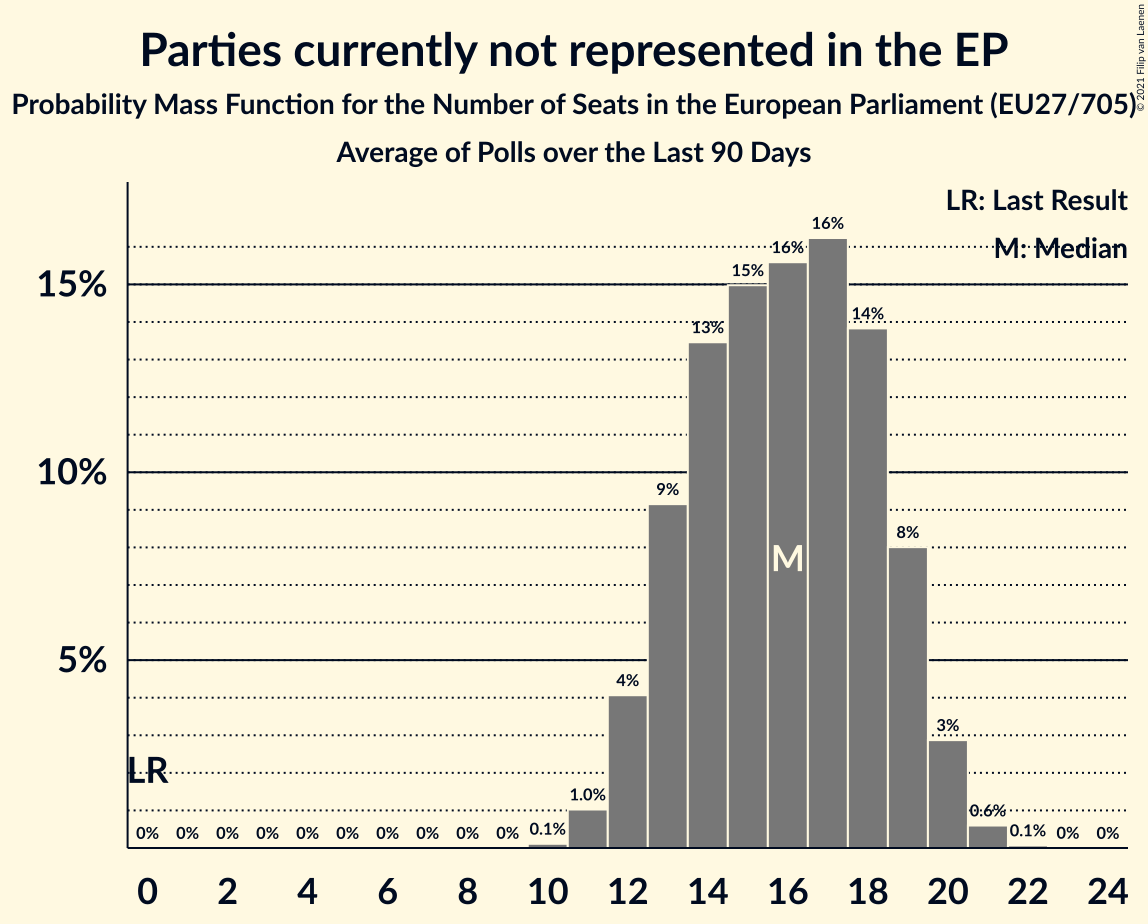 Parties currently not represented in the EP
© 2021 Filip van Laenen
Probability Mass Function for the Number of Seats in the European Parliament (EU27/705)
Average of Polls over the Last 90 Days
LR: Last Result
M: Median
15%
10%
5%
LR
M
0% 0% 0% 0% 0% 0% 0% 0% 0% 0% 0.1% 1.0% 4% 9% 13% 15% 16% 16% 14% 8% 3% 0.6% 0.1% 0% 0%
0 2 4 6 8 10 12 14 16 18 20 22 24